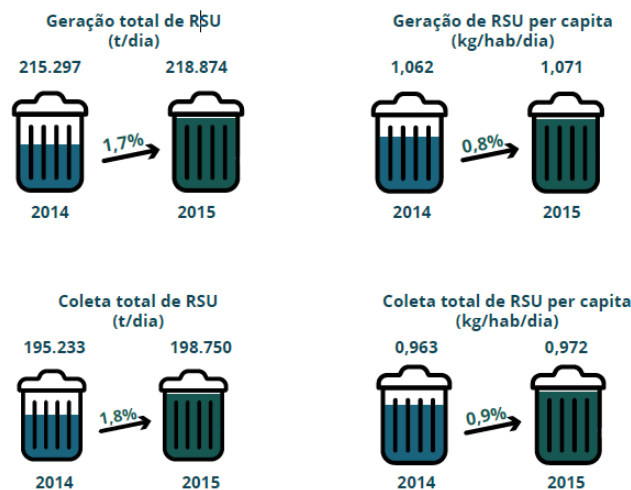 Geração total de RSU
(t/dia)
215.297 218.874
1,7%
2014 2015
Geração de RSU per capita
(kg/hab/dia)
1,062 1,071
0,8%
2014 2015
Coleta total de RSU
(t/dia)
195.233 198.750
1,8%
2014 2015
Coleta total de RSU per capita
(kg/hab/dia)
0,963 0,972
0,9%
2014 2015